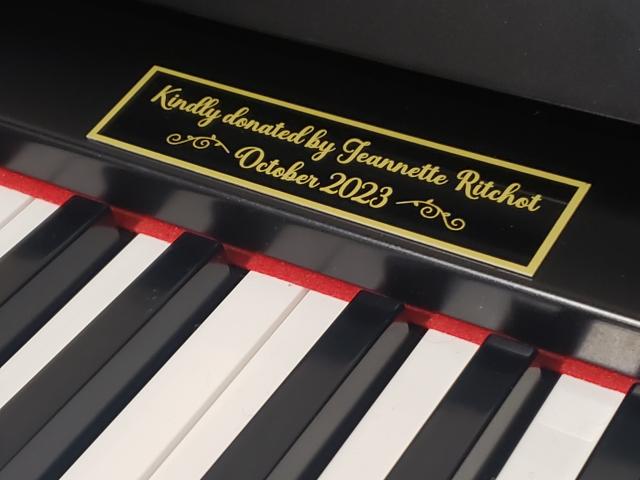 Kindly donated by Jeannette Ritchot
October 2023